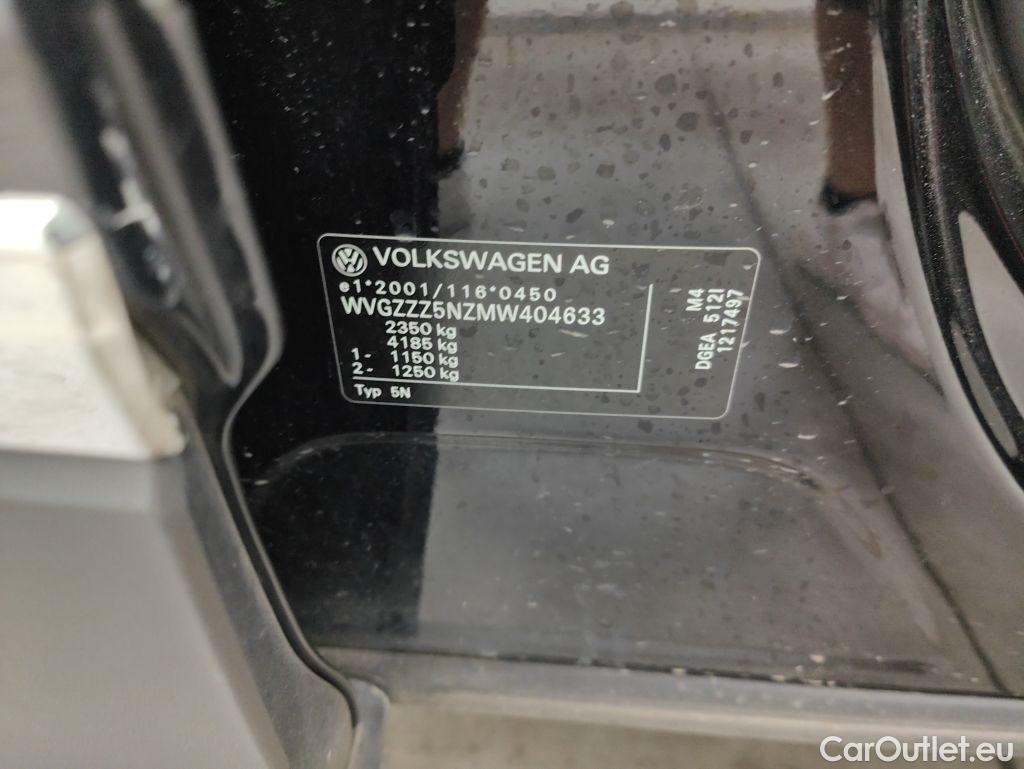 VOLKSWAGEN AG
e1*2001/116*0450
WVGZZZ5NZMW404633
2350 kg
4185 kg
1- 1150 kg
2- 1250 kg
Typ 5N
M4
DGEA 512I
1217497
CarOutlet.eu